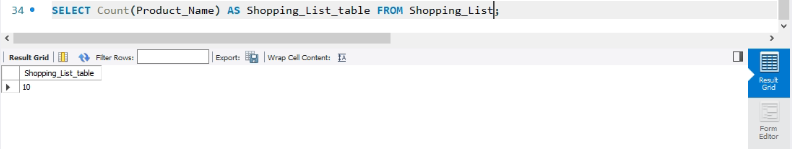 34 SELECT Count(Product_Name) AS Shopping_List_table FROM Shopping_List;
Result Grid Filter Rows: Export: Wrap Cell Content:
Shopping_List_table
10
Result
Grid
Form
Editor